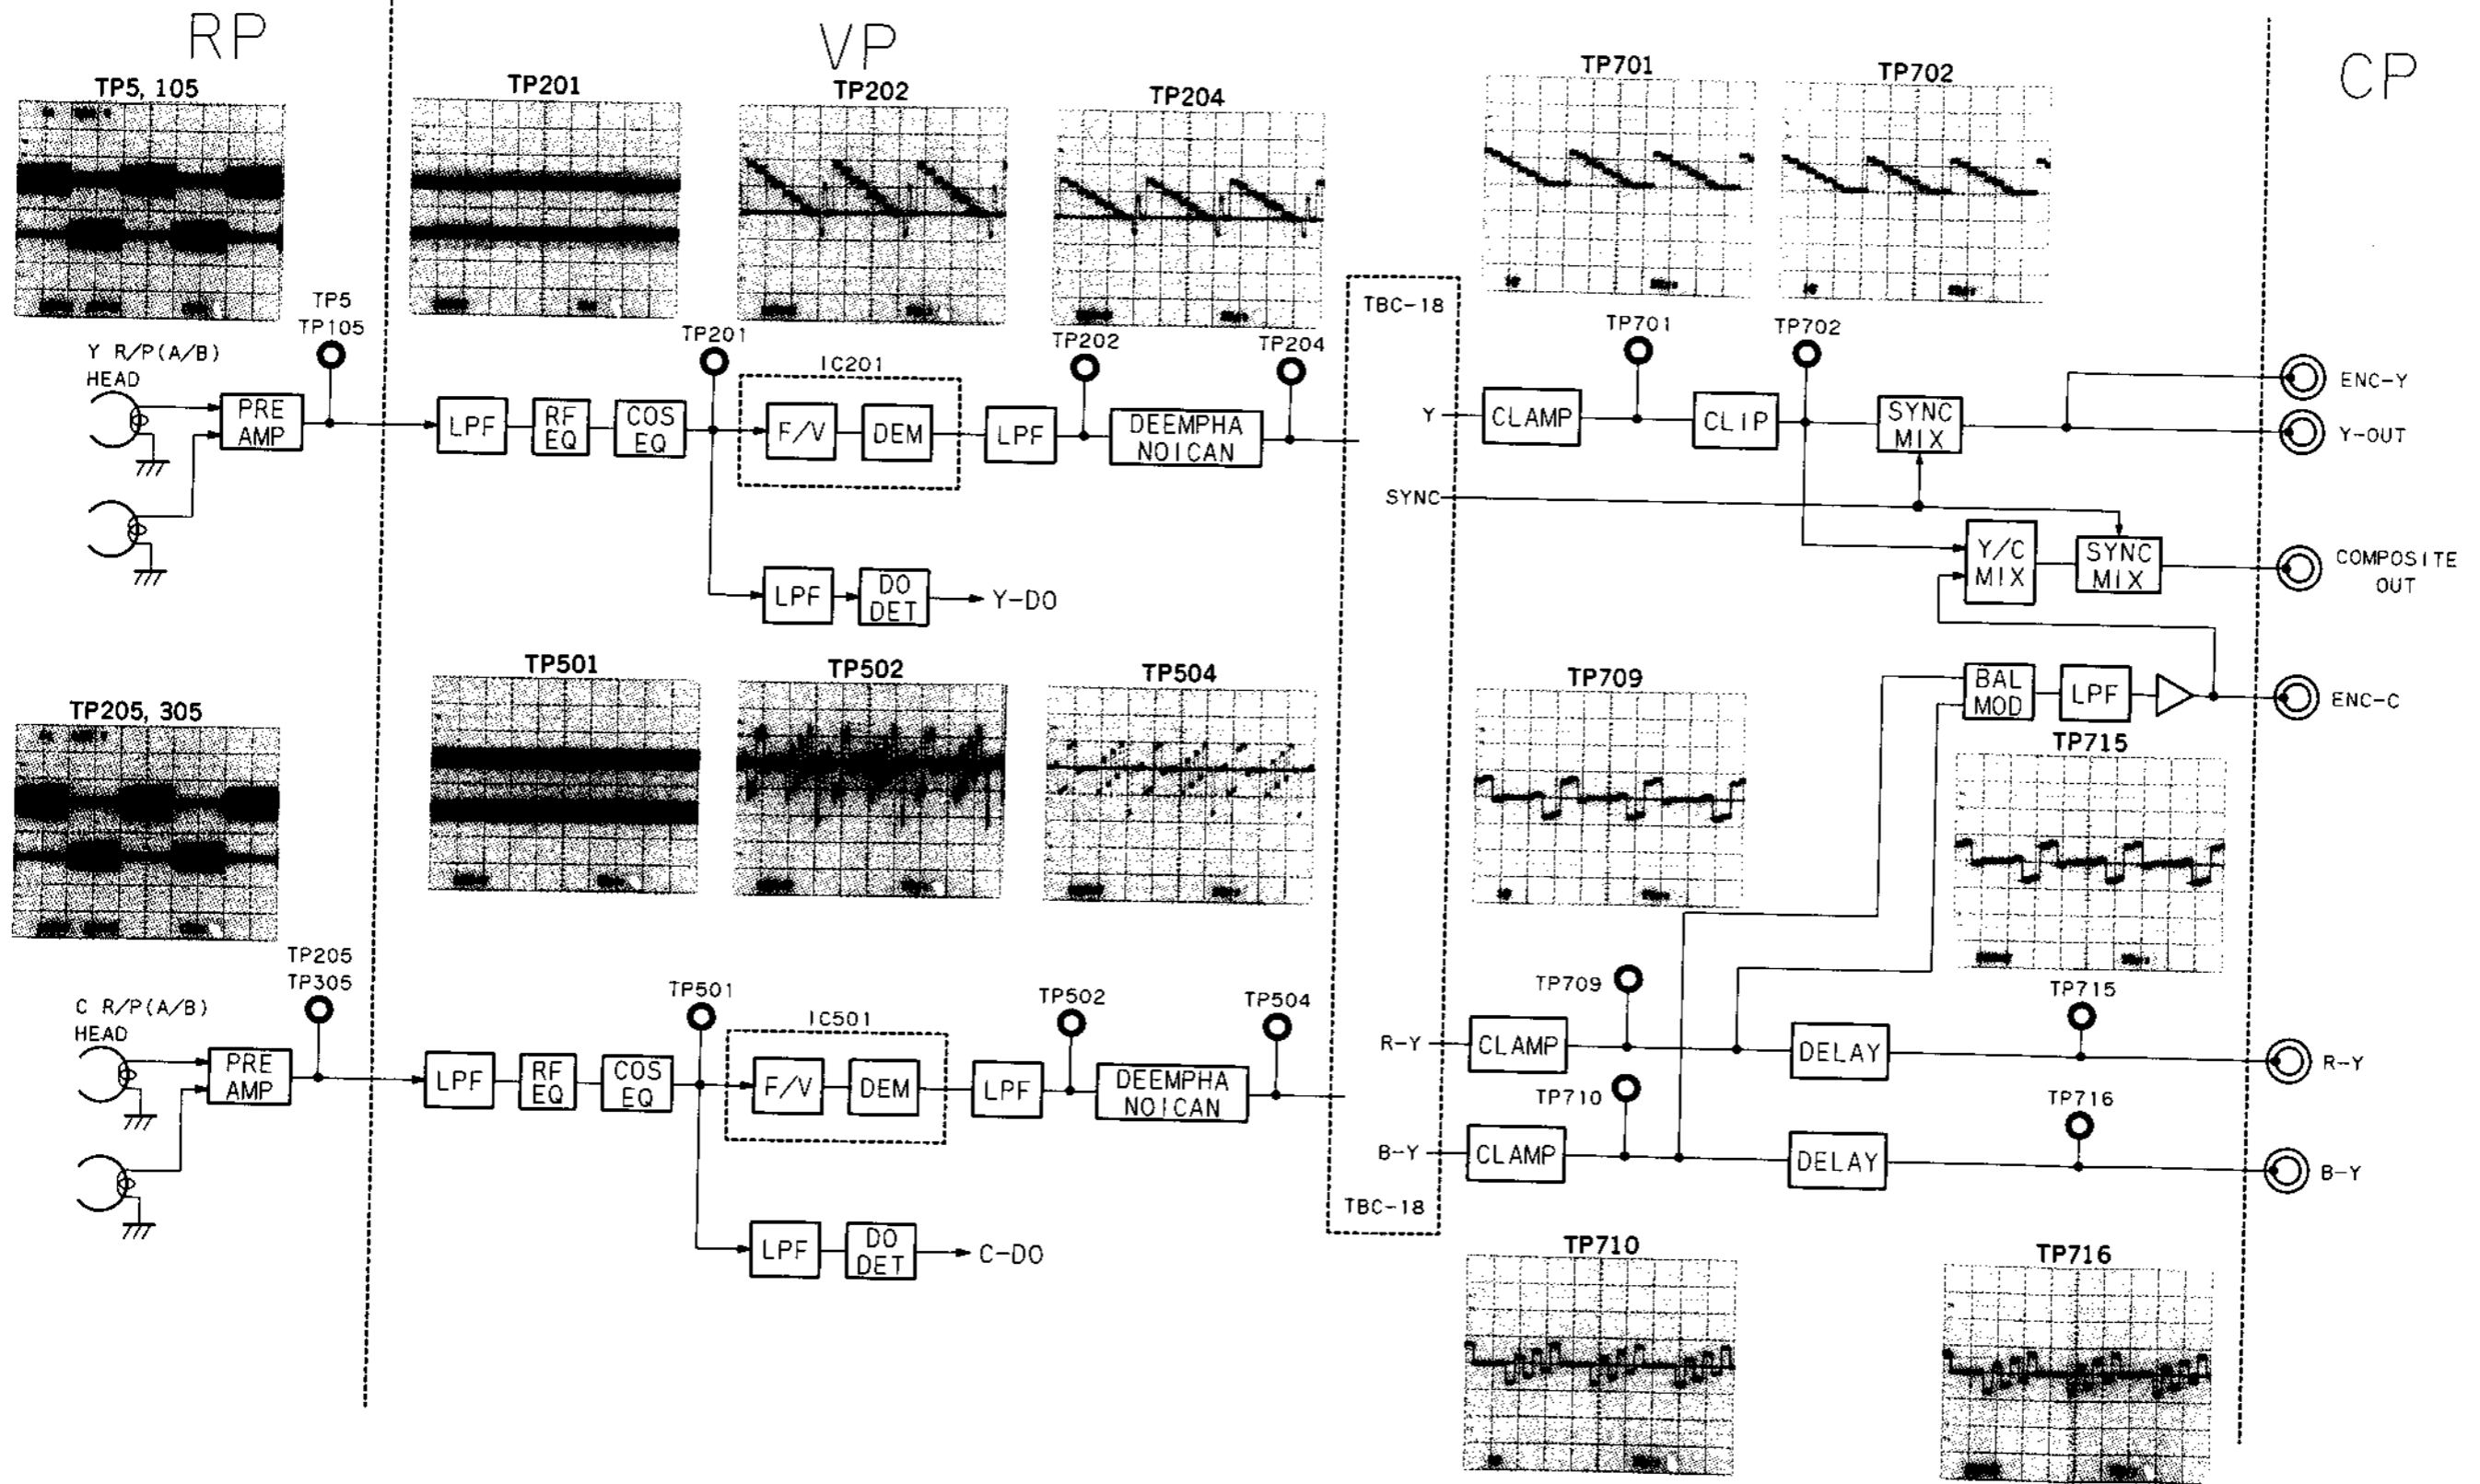 RP
VP
CP
TP5, 105
TP201
TP202
TP204
TP701
TP702
TP5
TP105
TP201
IC201
TP202
TP204
TBC-18
TP701
TP702
Y R/P(A/B)
HEAD
PRE
AMP
LPF
RF
EQ
COS
EQ
F/V
DEM
LPF
DEEMPHA
NOICAN
Y
CLAMP
CLIP
SYNC
MIX
ENC-Y
Y-OUT
SYNC
LPF
DO
DET
Y-DO
Y/C
MIX
SYNC
MIX
COMPOSITE
OUT
TP205, 305
TP501
TP502
TP504
TP709
BAL
MOD
LPF
ENC-C
TP715
TP205
TP305
TP501
IC501
TP502
TP504
TP709
TP715
C R/P(A/B)
HEAD
PRE
AMP
LPF
RF
EQ
COS
EQ
F/V
DEM
LPF
DEEMPHA
NOICAN
R-Y
CLAMP
DELAY
R-Y
TP710
TP716
B-Y
CLAMP
DELAY
B-Y
TBC-18
LPF
DO
DET
C-DO
TP710
TP716